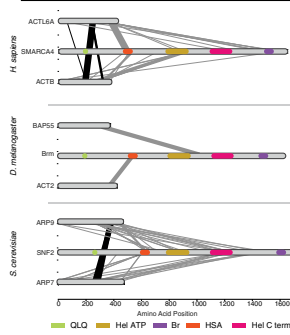 ACTL6A
SMARCA4
ACTB
H. sapiens
BAP55
Brm
ACT2
D. melanogaster
ARP9
SNF2
ARP7
S. cerevisiae
0 200 400 600 800 1000 1200 1400 1600
Amino Acid Position
QLQ Hel ATP Br HSA Hel C term